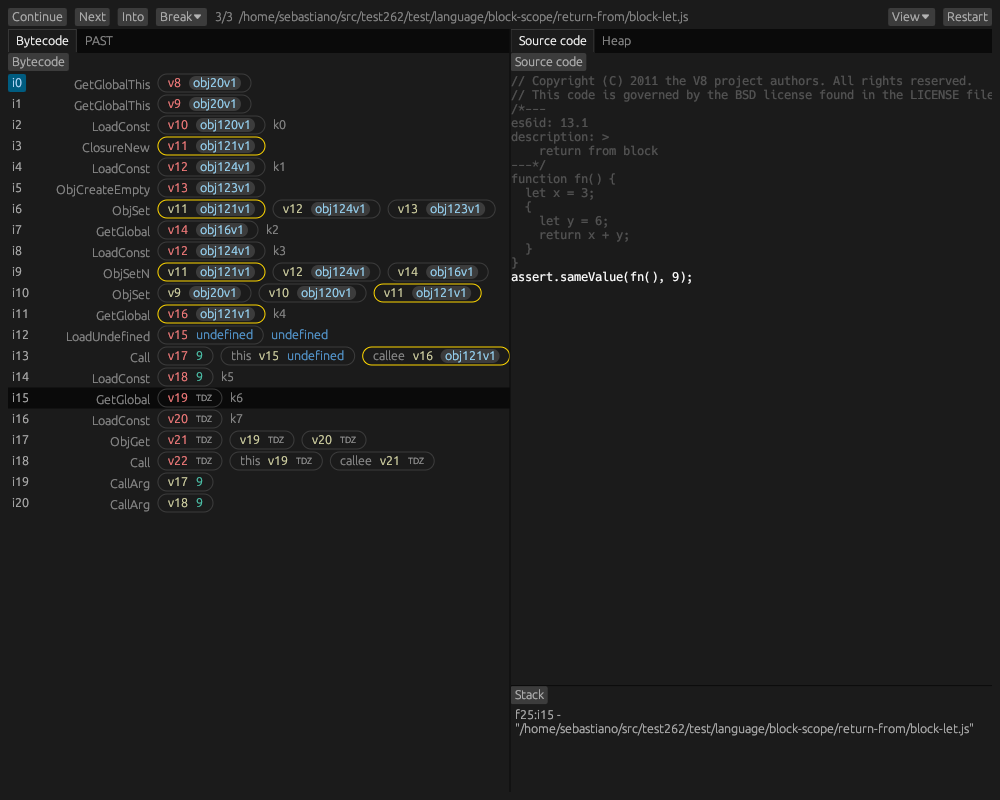 Continue Next Into Break▾ 3/3 /home/sebastiano/src/test262/test/language/block-scope/return-from/block-let.js View▾ Restart
Bytecode PAST
Bytecode
i0 GetGlobalThis v8 obj20v1
i1 GetGlobalThis v9 obj20v1
i2 LoadConst v10 obj120v1 k0
i3 ClosureNew v11 obj121v1
i4 LoadConst v12 obj124v1 k1
i5 ObjCreateEmpty v13 obj123v1
i6 ObjSet v11 obj121v1 v12 obj124v1 v13 obj123v1
i7 GetGlobal v14 obj16v1 k2
i8 LoadConst v12 obj124v1 k3
i9 ObjSetN v11 obj121v1 v12 obj124v1 v14 obj16v1
i10 ObjSet v9 obj20v1 v10 obj120v1 v11 obj121v1
i11 GetGlobal v16 obj121v1 k4
i12 LoadUndefined v15 undefined undefined
i13 Call v17 9 this v15 undefined callee v16 obj121v1
i14 LoadConst v18 9 k5
i15 GetGlobal v19 TDZ k6
i16 LoadConst v20 TDZ k7
i17 ObjGet v21 TDZ v19 TDZ v20 TDZ
i18 Call v22 TDZ this v19 TDZ callee v21 TDZ
i19 CallArg v17 9
i20 CallArg v18 9
Source code Heap
Source code
// Copyright (C) 2011 the V8 project authors. All rights reserved.
// This code is governed by the BSD license found in the LICENSE file
/*---
es6id: 13.1
description: >
    return from block
---*/
function fn() {
  let x = 3;
  {
    let y = 6;
    return x + y;
  }
}
assert.sameValue(fn(), 9);
Stack
f25:i15 -
"/home/sebastiano/src/test262/test/language/block-scope/return-from/block-let.js"